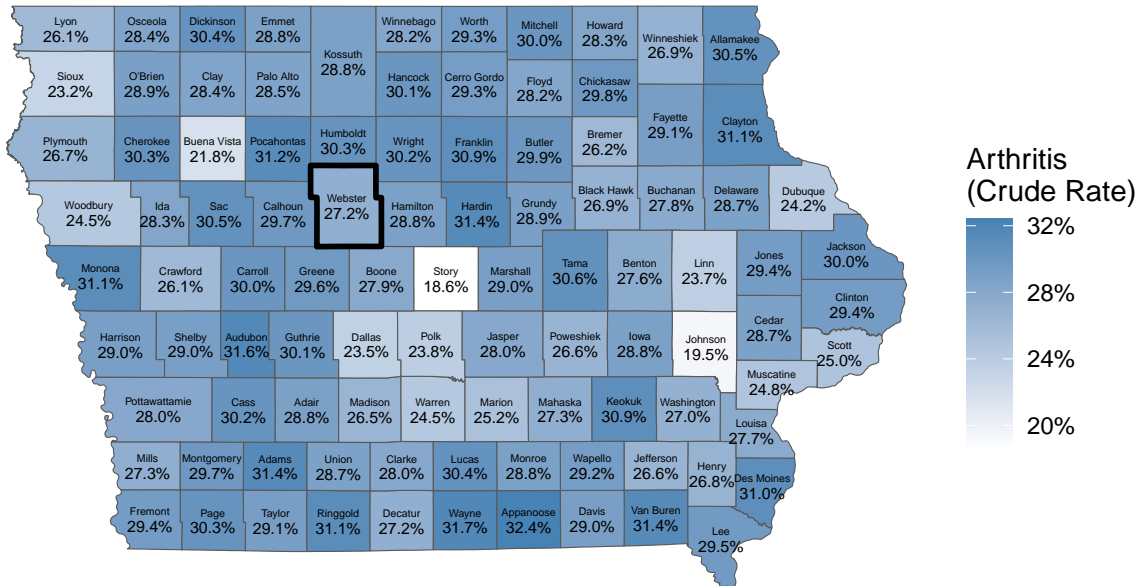 Lyon
26.1%
Osceola
28.4%
Dickinson
30.4%
Emmet
28.8%
Winnebago
28.2%
Worth
29.3%
Mitchell
30.0%
Howard
28.3%
Winneshiek
26.9%
Allamakee
30.5%
Kossuth
28.8%
Sioux
23.2%
O'Brien
28.9%
Clay
28.4%
Palo Alto
28.5%
Hancock
30.1%
Cerro Gordo
29.3%
Floyd
28.2%
Chickasaw
29.8%
Fayette
29.1%
Clayton
31.1%
Plymouth
26.7%
Cherokee
30.3%
Buena Vista
21.8%
Pocahontas
31.2%
Humboldt
30.3%
Wright
30.2%
Franklin
30.9%
Butler
29.9%
Bremer
26.2%
Woodbury
24.5%
Ida
28.3%
Sac
30.5%
Calhoun
29.7%
Webster
27.2%
Hamilton
28.8%
Hardin
31.4%
Grundy
28.9%
Black Hawk
26.9%
Buchanan
27.8%
Delaware
28.7%
Dubuque
24.2%
Monona
31.1%
Crawford
26.1%
Carroll
30.0%
Greene
29.6%
Boone
27.9%
Story
18.6%
Marshall
29.0%
Tama
30.6%
Benton
27.6%
Linn
23.7%
Jones
29.4%
Jackson
30.0%
Clinton
29.4%
Harrison
29.0%
Shelby
29.0%
Audubon
31.6%
Guthrie
30.1%
Dallas
23.5%
Polk
23.8%
Jasper
28.0%
Poweshiek
26.6%
Iowa
28.8%
Johnson
19.5%
Cedar
28.7%
Scott
25.0%
Muscatine
24.8%
Pottawattamie
28.0%
Cass
30.2%
Adair
28.8%
Madison
26.5%
Warren
24.5%
Marion
25.2%
Mahaska
27.3%
Keokuk
30.9%
Washington
27.0%
Louisa
27.7%
Mills
27.3%
Montgomery
29.7%
Adams
31.4%
Union
28.7%
Clarke
28.0%
Lucas
30.4%
Monroe
28.8%
Wapello
29.2%
Jefferson
26.6%
Henry
26.8%
Des Moines
31.0%
Fremont
29.4%
Page
30.3%
Taylor
29.1%
Ringgold
31.1%
Decatur
27.2%
Wayne
31.7%
Appanoose
32.4%
Davis
29.0%
Van Buren
31.4%
Lee
29.5%
Arthritis
(Crude Rate)
32%
28%
24%
20%